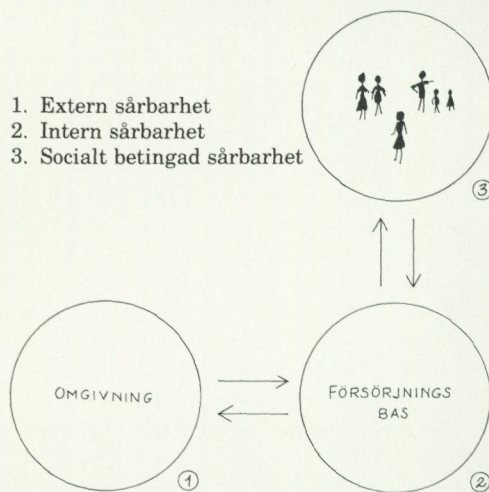 1. Extern sårbarhet
2. Intern sårbarhet
3. Socialt betingad sårbarhet
3
OMGIVNING
1
FÖRSÖRJNINGS
BAS
2